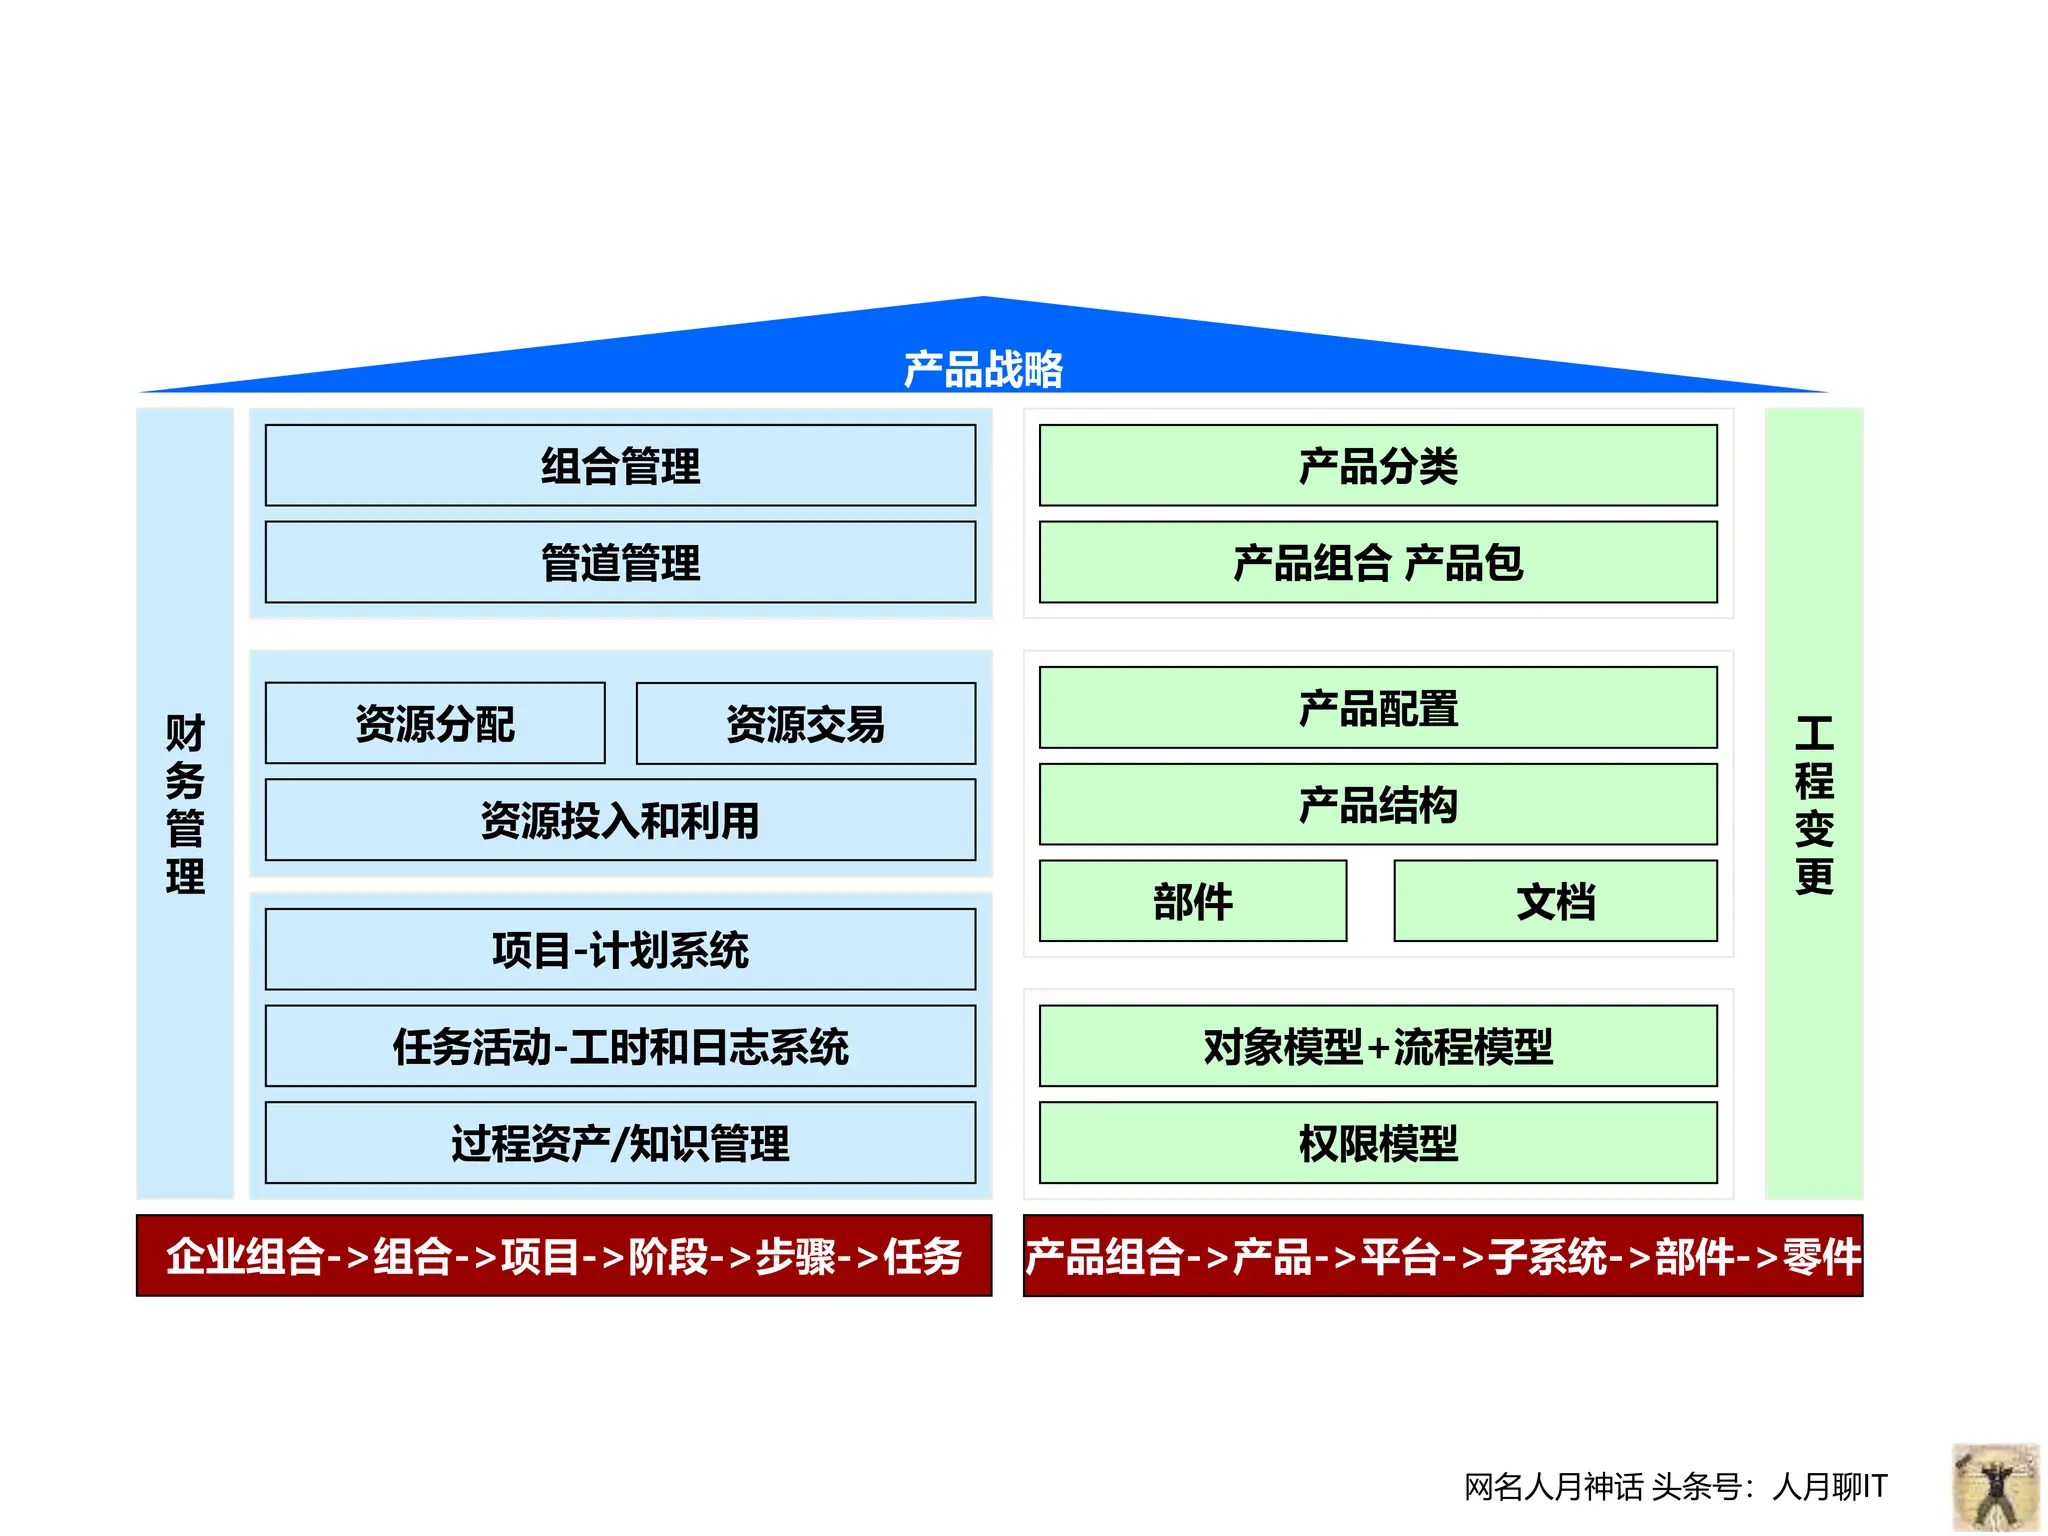 产品战略
财务管理
组合管理
管道管理
资源分配
资源交易
资源投入和利用
项目-计划系统
任务活动-工时和日志系统
过程资产/知识管理
产品分类
产品组合 产品包
产品配置
产品结构
部件
文档
对象模型+流程模型
权限模型
工程变更
企业组合->组合->项目->阶段->步骤->任务
产品组合->产品->平台->子系统->部件->零件
网名人月神话 头条号：人月聊IT